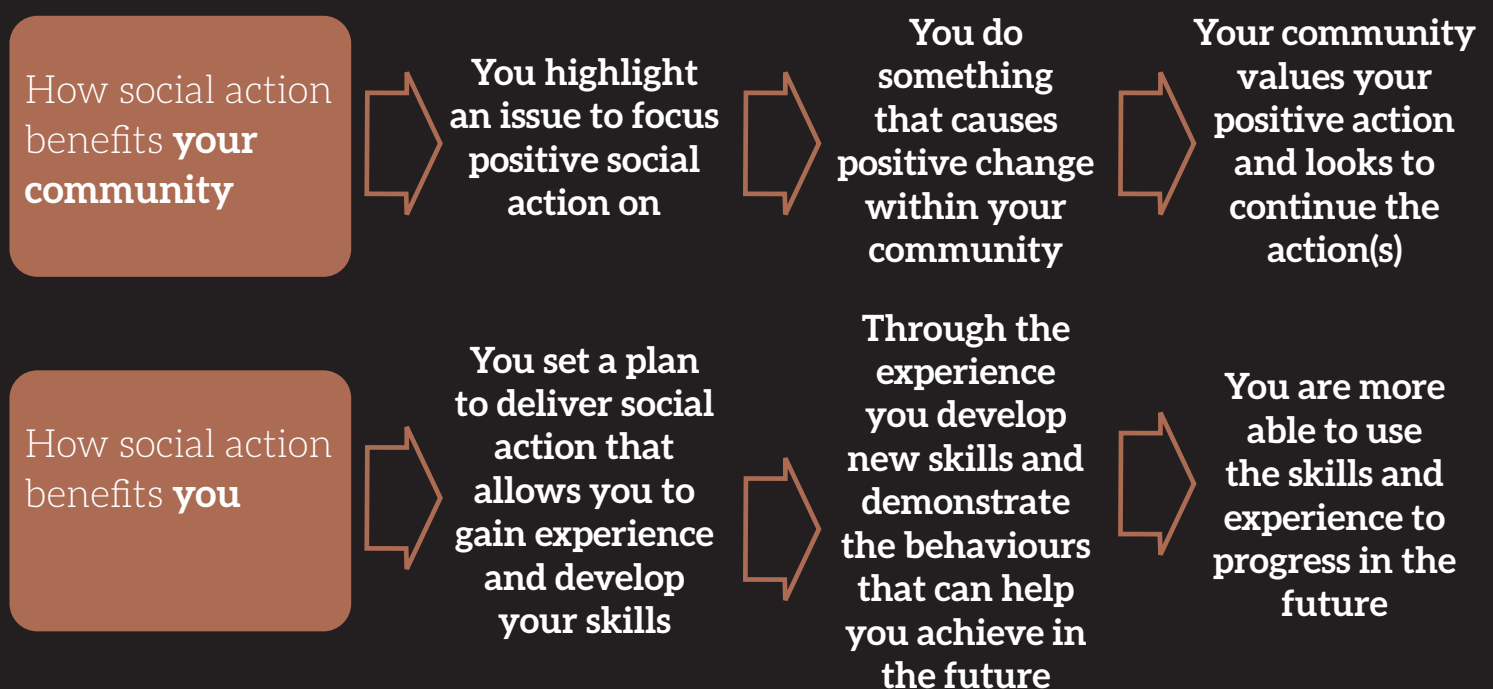 How social action
benefits your
community
You highlight
an issue to focus
positive social
action on
You do
something
that causes
positive change
within your
community
Your community
values your
positive action
and looks to
continue the
action(s)
How social action
benefits you
You set a plan
to deliver social
action that
allows you to
gain experience
and develop
your skills
Through the
experience
you develop
new skills and
demonstrate
the behaviours
that can help
you achieve in
the future
You are more
able to use
the skills and
experience to
progress in the
future